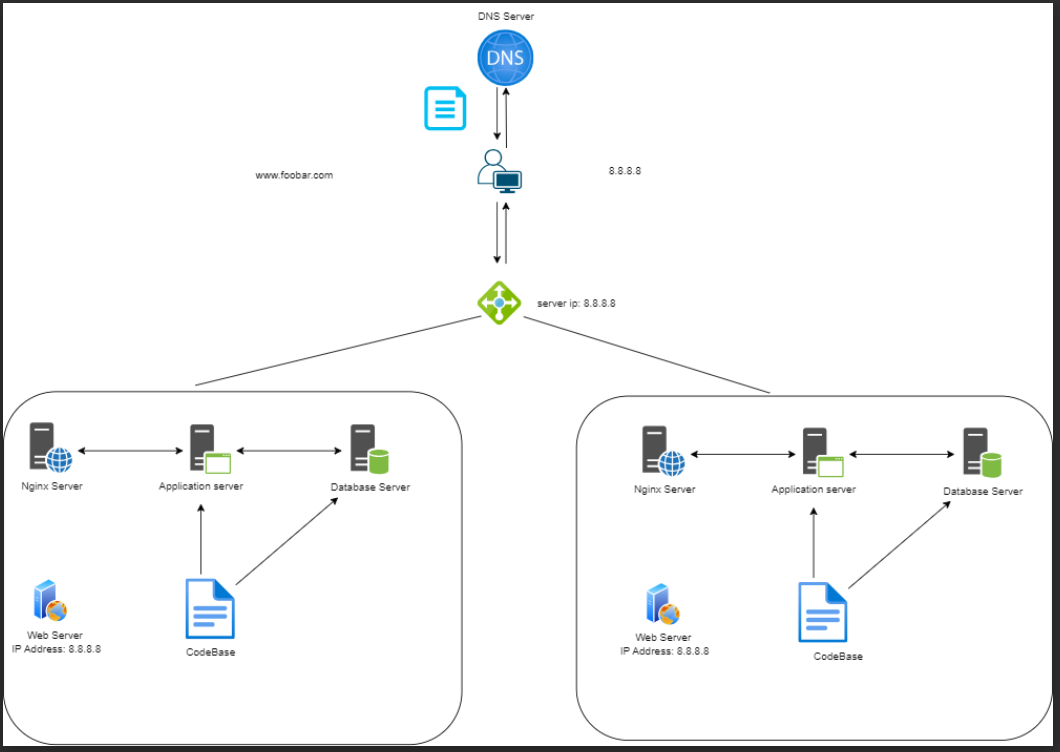 DNS Server
DNS
www.foobar.com
8.8.8.8
server ip: 8.8.8.8
Nginx Server
Application server
Database Server
Web Server
IP Address: 8.8.8.8
CodeBase
Nginx Server
Application server
Database Server
Web Server
IP Address: 8.8.8.8
CodeBase